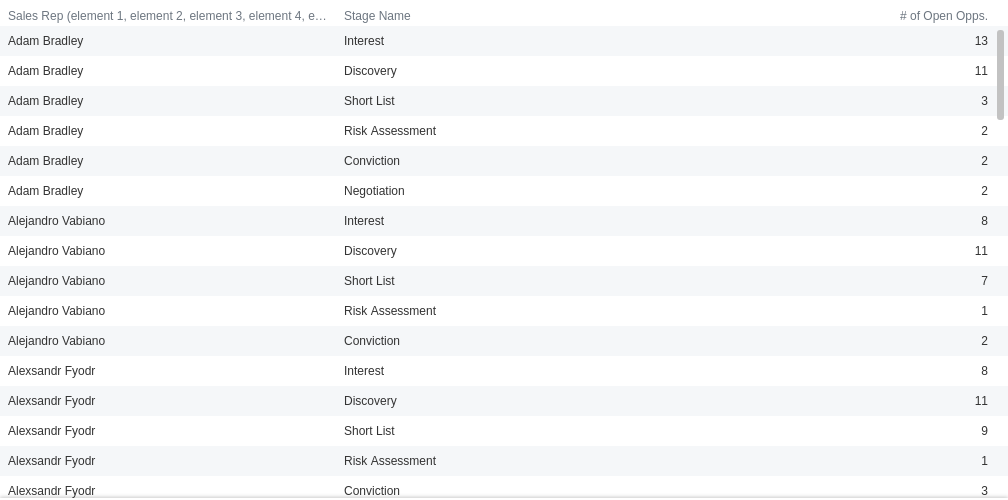 Sales Rep (element 1, element 2, element 3, element 4, e… Stage Name # of Open Opps.
Adam Bradley Interest 13
Adam Bradley Discovery 11
Adam Bradley Short List 3
Adam Bradley Risk Assessment 2
Adam Bradley Conviction 2
Adam Bradley Negotiation 2
Alejandro Vabiano Interest 8
Alejandro Vabiano Discovery 11
Alejandro Vabiano Short List 7
Alejandro Vabiano Risk Assessment 1
Alejandro Vabiano Conviction 2
Alexsandr Fyodr Interest 8
Alexsandr Fyodr Discovery 11
Alexsandr Fyodr Short List 9
Alexsandr Fyodr Risk Assessment 1
Alexsandr Fyodr Conviction 3